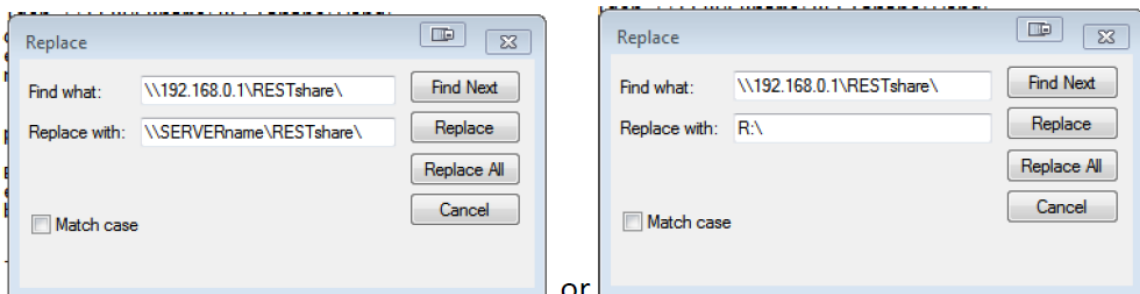 Replace
Find what: \\192.168.0.1\RESTshare\ Find Next
Replace with: \\SERVERname\RESTshare\ Replace
Replace All
Cancel
Match case
or
Replace
Find what: \\192.168.0.1\RESTshare\ Find Next
Replace with: R:\ Replace
Replace All
Cancel
Match case